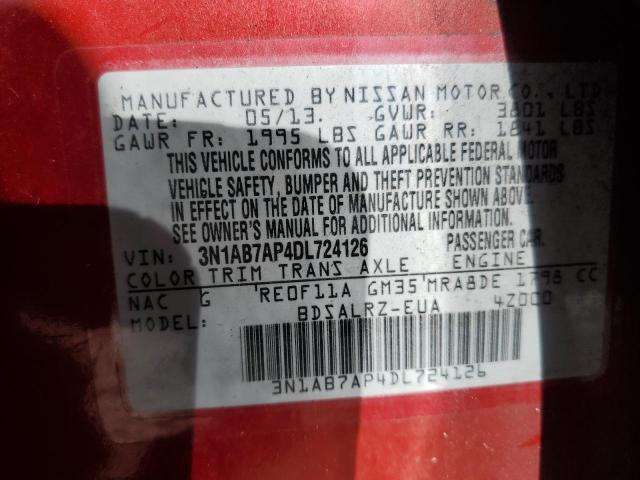 MANUFACTURED BY NISSAN MOTOR CO., LTD
DATE: 05/13. GVWR: 3601 LBS
GAWR FR: 1995 LBS GAWR RR: 1641 LBS
THIS VEHICLE CONFORMS TO ALL APPLICABLE FEDERAL MOTOR
VEHICLE SAFETY, BUMPER AND THEFT PREVENTION STANDARDS
IN EFFECT ON THE DATE OF MANUFACTURE SHOWN ABOVE.
SEE OWNER'S MANUAL FOR ADDITIONAL INFORMATION.
VIN: 3N1AB7AP4DL724126 PASSENGER CAR.
COLOR TRIM TRANS AXLE ENGINE
NAC G 'RE0F11A GM35'MRA8DE 1798 CC
MODEL: BDSALRZ-EUA 4Z000
3N1AB7AP4DL724126